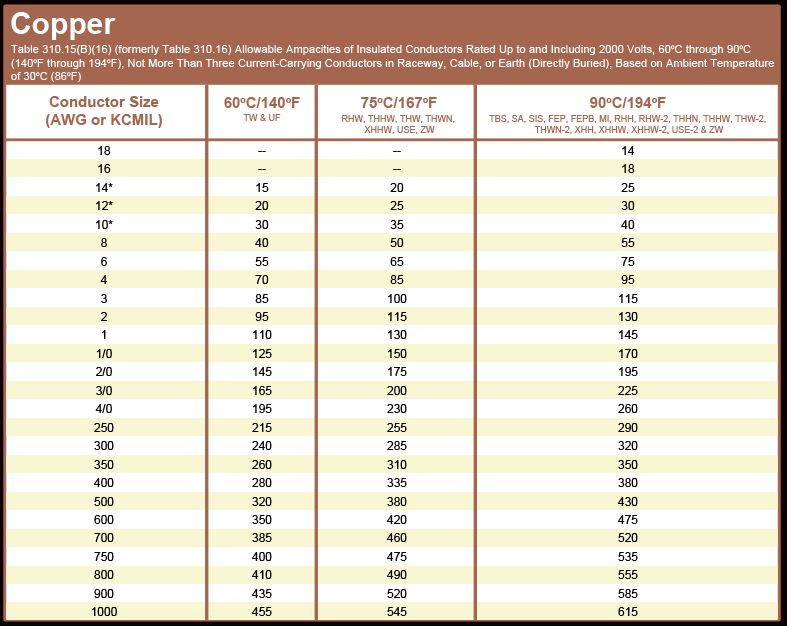 Copper
Table 310.15(B)(16) (formerly Table 310.16) Allowable Ampacities of Insulated Conductors Rated Up to and Including 2000 Volts, 60ºC through 90ºC
(140ºF through 194ºF), Not More Than Three Current-Carrying Conductors in Raceway, Cable, or Earth (Directly Buried), Based on Ambient Temperature
of 30ºC (86ºF)
Conductor Size (AWG or KCMIL) 60ºC/140ºF TW & UF 75ºC/167ºF RHW, THHW, THW, THWN, XHHW, USE, ZW 90ºC/194ºF TBS, SA, SIS, FEP, FEPB, MI, RHH, RHW-2, THHN, THHW, THW-2, THWN-2, XHH, XHHW, XHHW-2, USE-2 & ZW
18 -- -- 14
16 -- -- 18
14* 15 20 25
12* 20 25 30
10* 30 35 40
8 40 50 55
6 55 65 75
4 70 85 95
3 85 100 115
2 95 115 130
1 110 130 145
1/0 125 150 170
2/0 145 175 195
3/0 165 200 225
4/0 195 230 260
250 215 255 290
300 240 285 320
350 260 310 350
400 280 335 380
500 320 380 430
600 350 420 475
700 385 460 520
750 400 475 535
800 410 490 555
900 435 520 585
1000 455 545 615